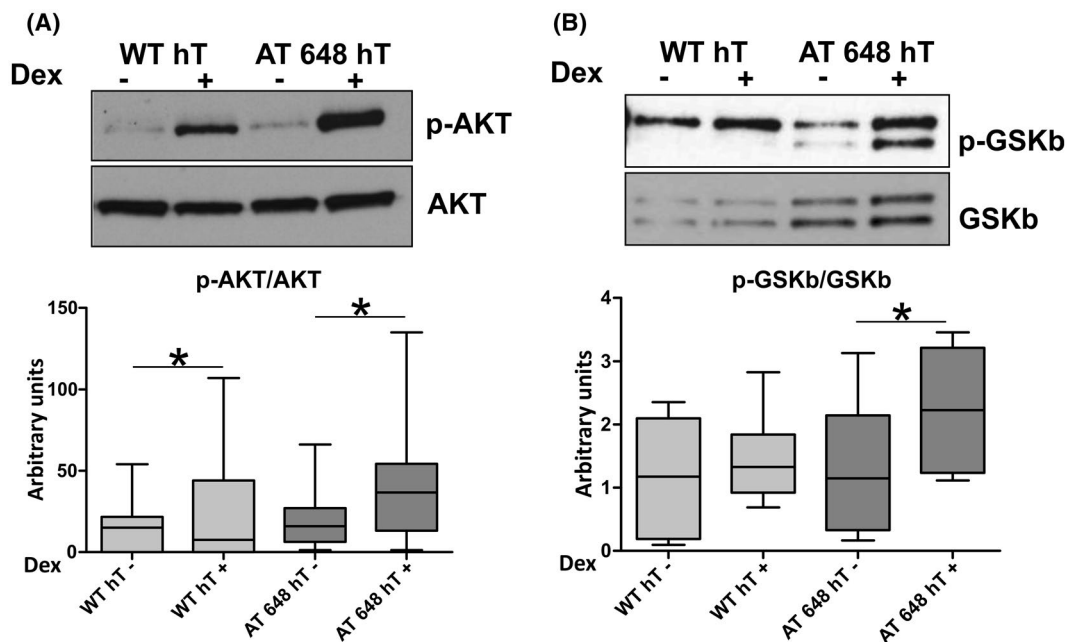 (A)
WT hT AT 648 hT
Dex - + - +
p-AKT
AKT
p-AKT/AKT
150
100
50
0
Arbitrary units
* *
Dex
WT hT - WT hT + AT 648 hT - AT 648 hT +
(B)
WT hT AT 648 hT
Dex - + - +
p-GSKb
GSKb
p-GSKb/GSKb
4
3
2
1
0
Arbitrary units
*
Dex
WT hT - WT hT + AT 648 hT - AT 648 hT +